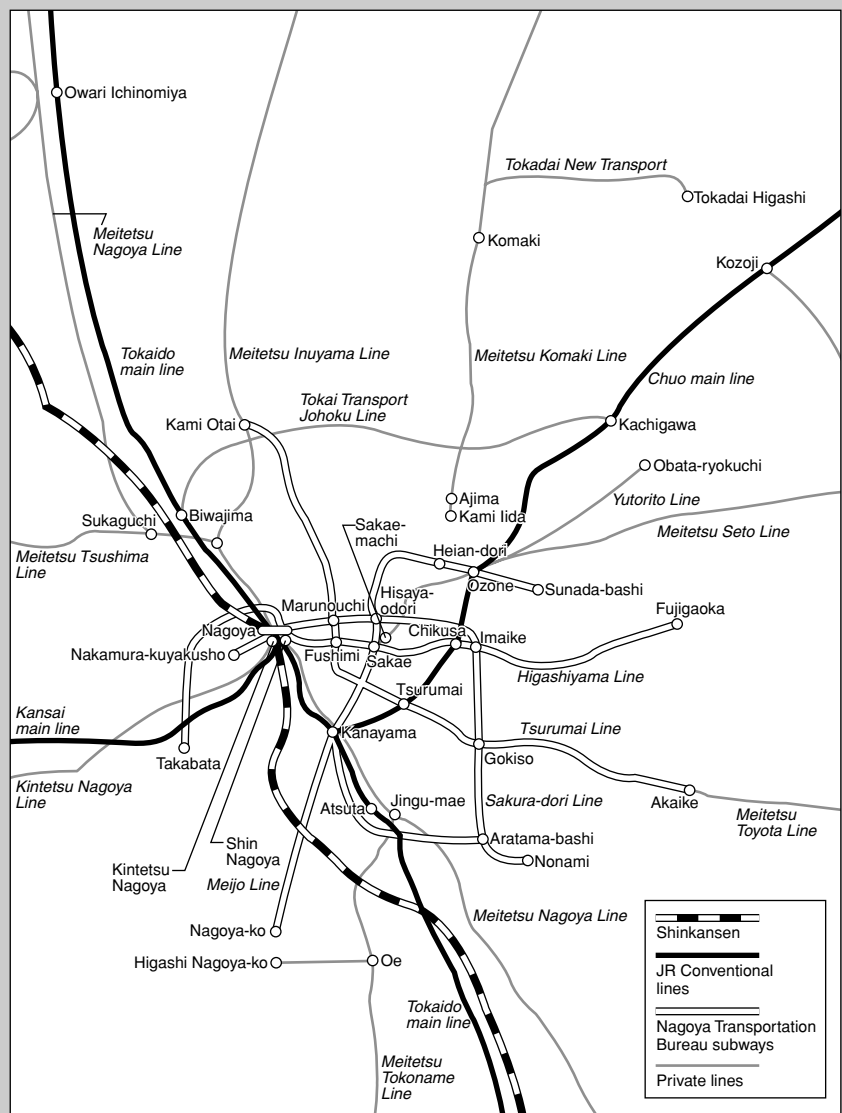 Owari Ichinomiya
Tokadai New Transport
Tokadai Higashi
Meitetsu
Nagoya Line
Komaki
Kozoji
Tokaido
main line
Meitetsu Inuyama Line
Meitetsu Komaki Line
Chuo main line
Tokai Transport
Johoku Line
Kami Otai
Kachigawa
Obata-ryokuchi
Ajima
Kami Iida
Yutorito Line
Sukaguchi
Biwajima
Sakae-
machi
Meitetsu Seto Line
Meitetsu Tsushima
Line
Heian-dori
Ozone
Sunada-bashi
Hisaya-
odori
Marunouchi
Fujigaoka
Nagoya
Chikusa
Imaike
Nakamura-kuyakusho
Fushimi
Sakae
Higashiyama Line
Tsurumai
Kansai
main line
Tsurumai Line
Kanayama
Takabata
Gokiso
Kintetsu Nagoya
Line
Atsuta
Jingu-mae
Sakura-dori Line
Akaike
Meitetsu
Toyota Line
Shin
Nagoya
Aratama-bashi
Kintetsu
Nagoya
Meijo Line
Nonami
Nagoya-ko
Meitetsu Nagoya Line
Higashi Nagoya-ko
Oe
Tokaido
main line
Meitetsu
Tokoname
Line
Shinkansen
JR Conventional
lines
Nagoya Transportation
Bureau subways
Private lines